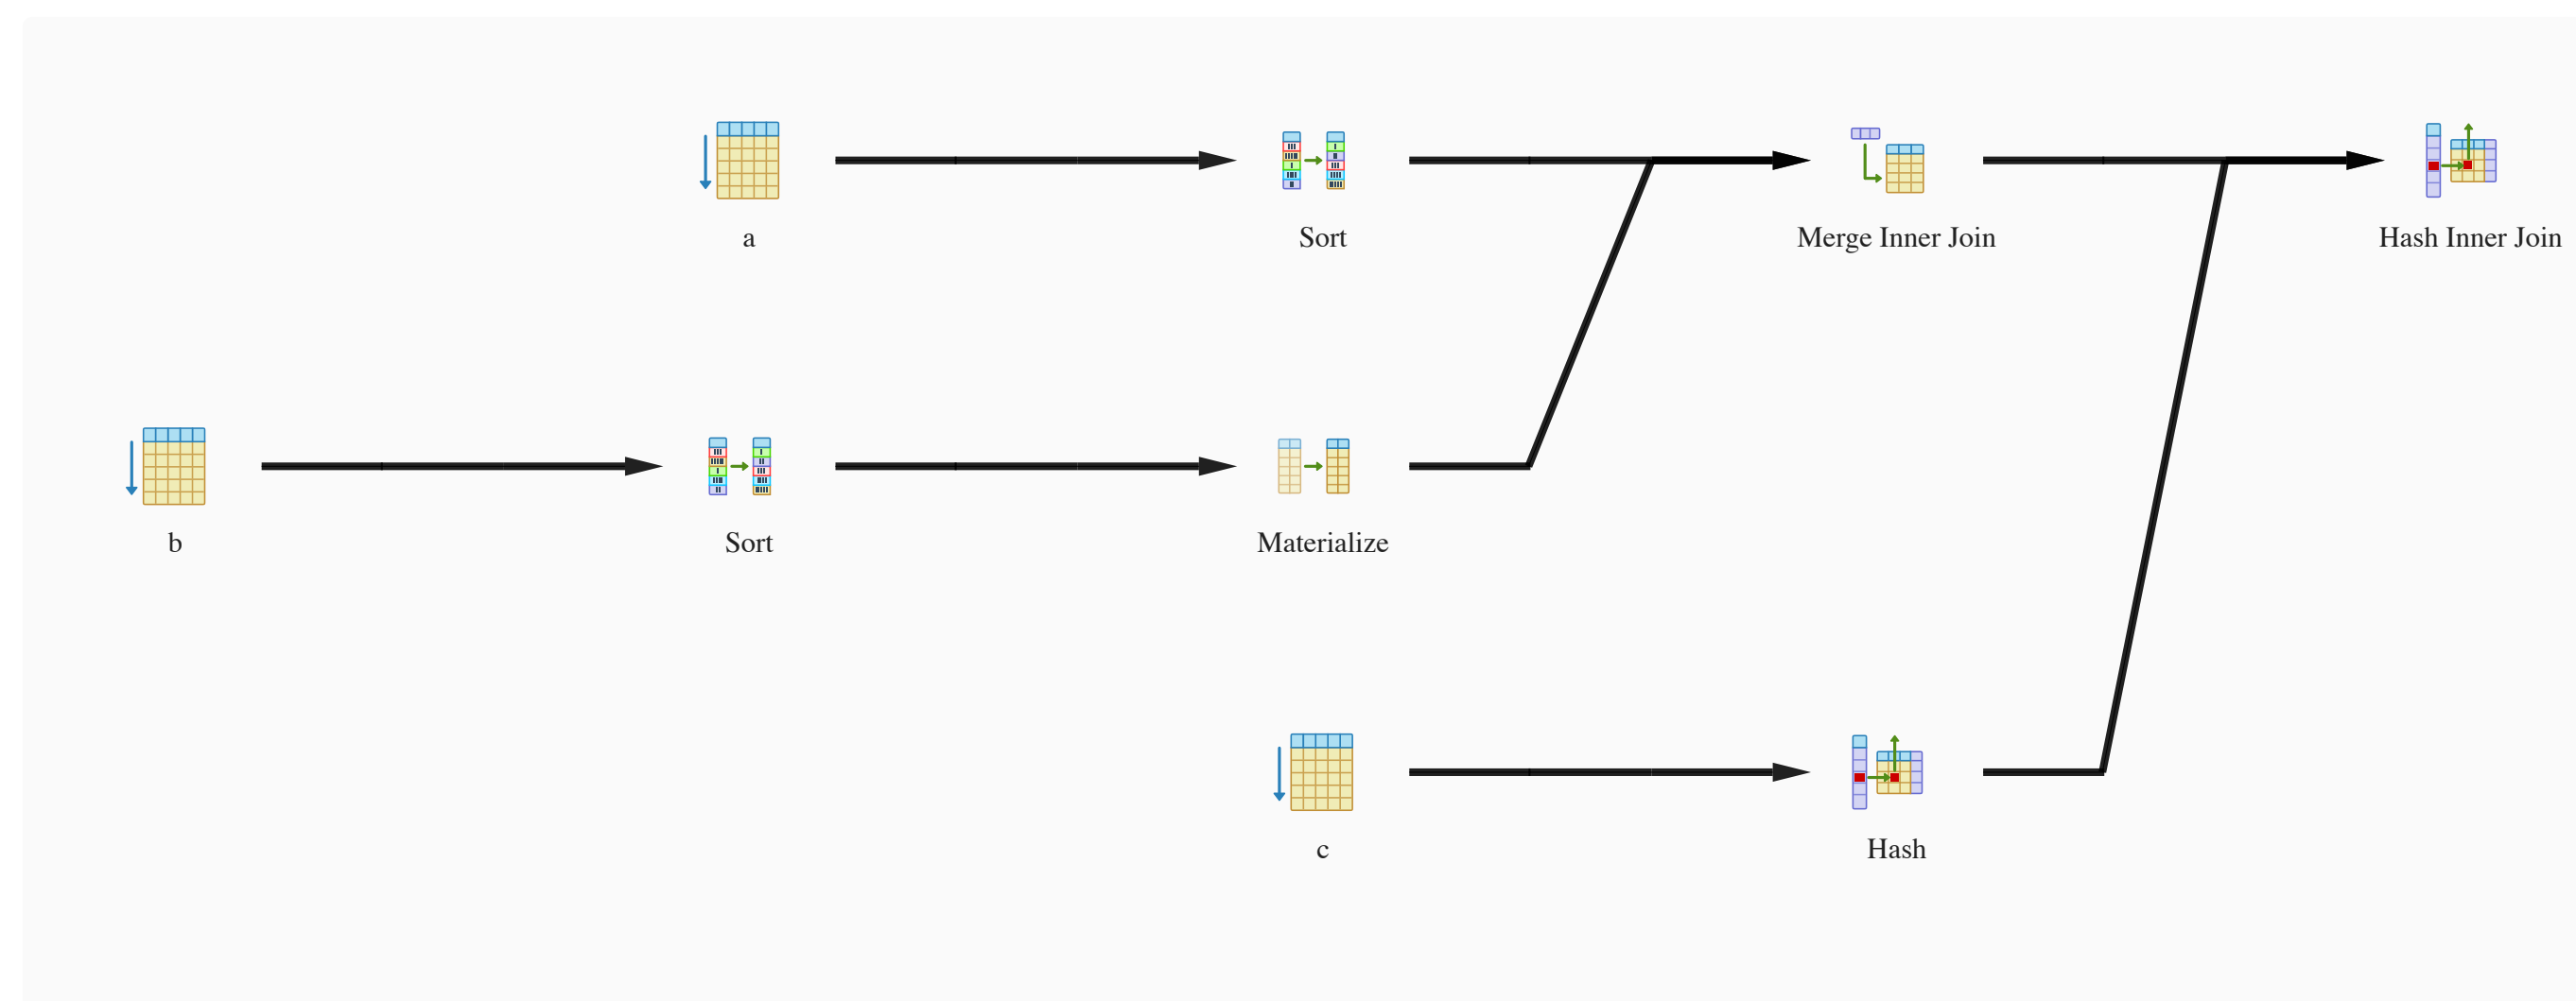 a
Sort
Merge Inner Join
Hash Inner Join
b
Sort
Materialize
c
Hash